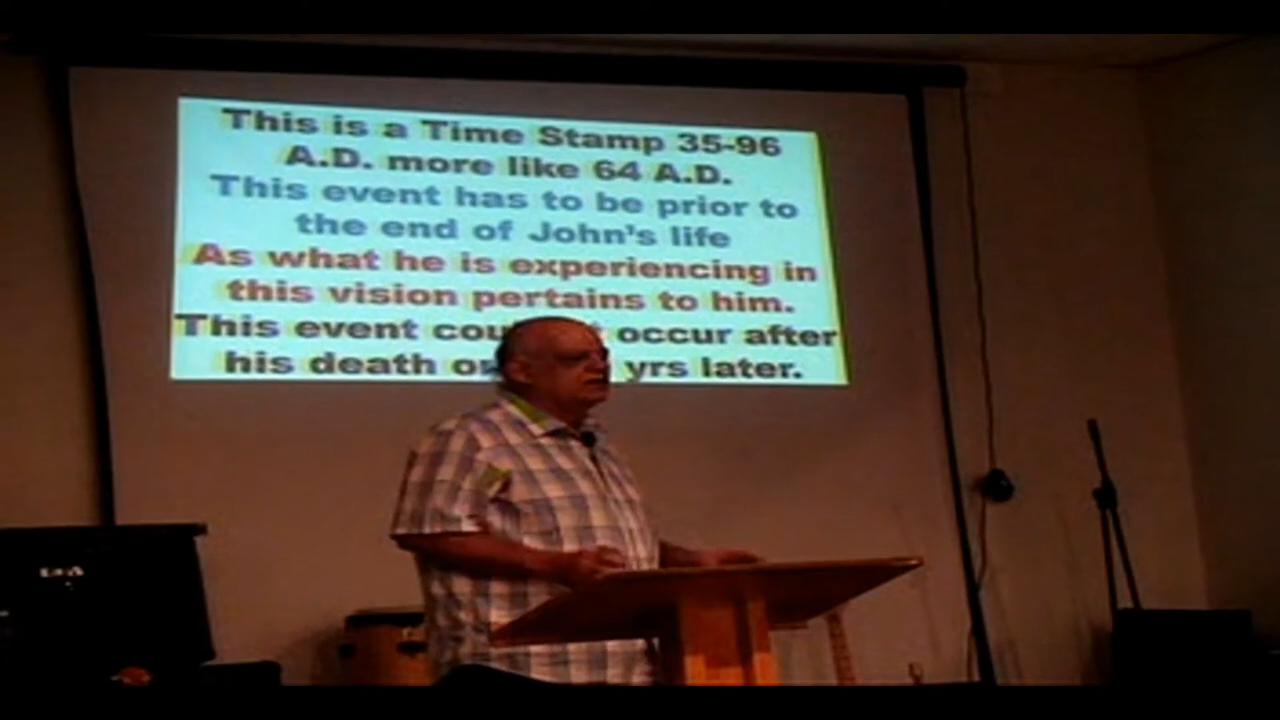 This is a Time Stamp 35-96
A.D. more like 64 A.D.
This event has to be prior to
the end of John's life
As what he is experiencing in
this vision pertains to him.
This event occur after
his death yrs later.